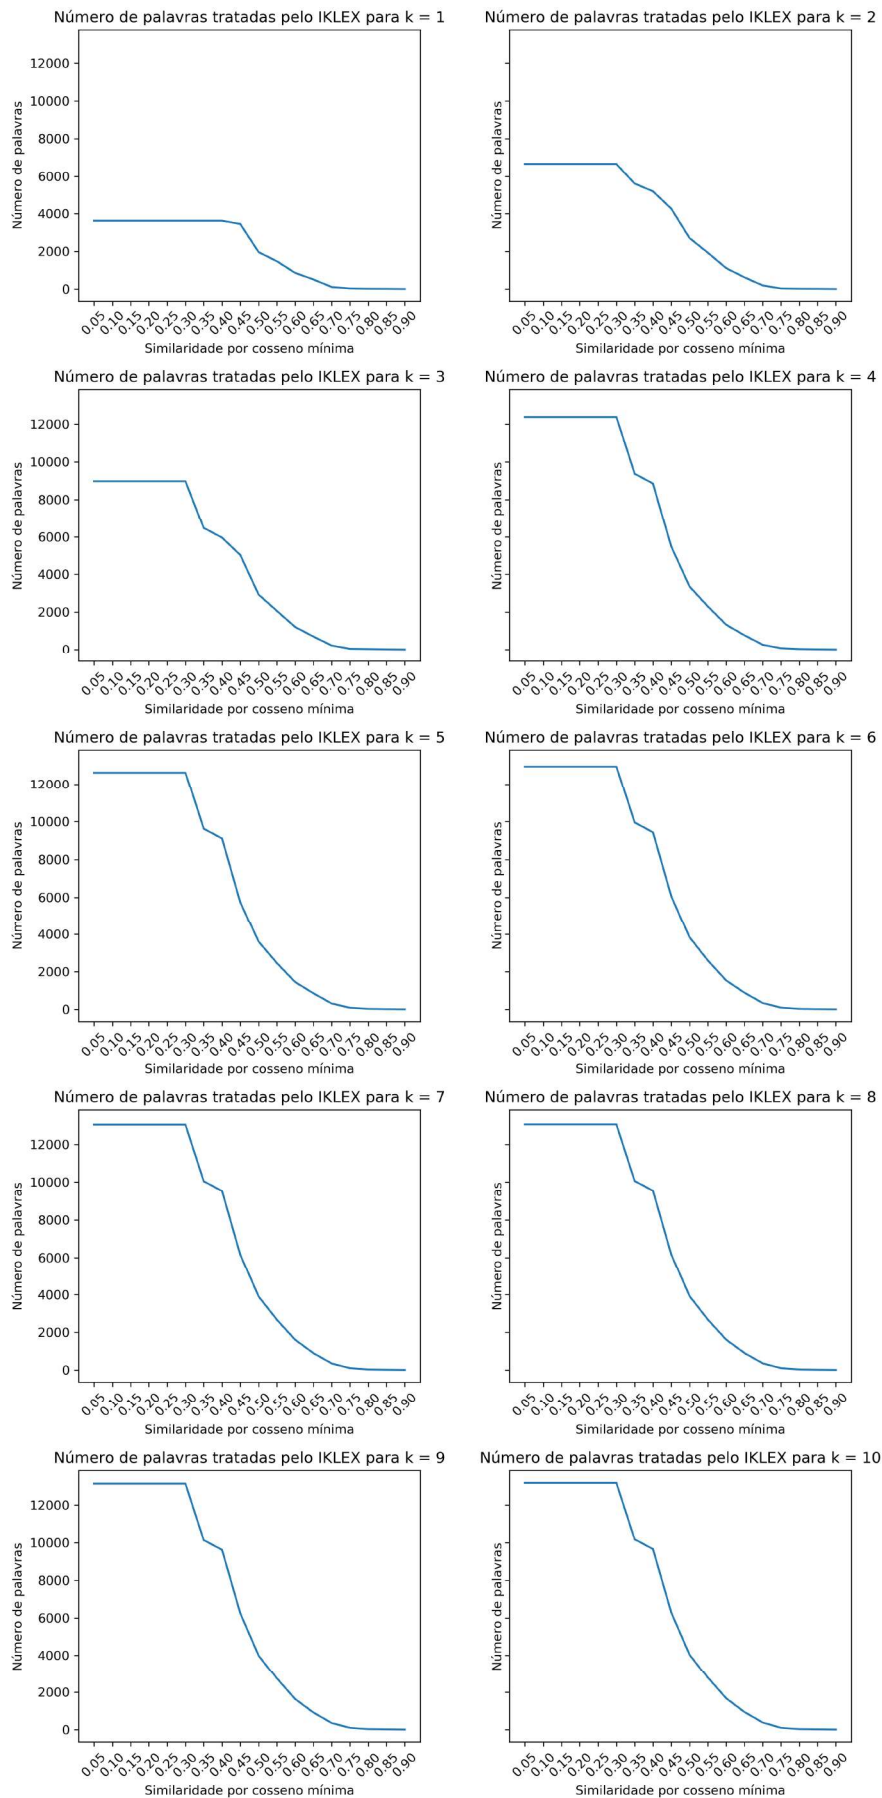 Número de palavras tratadas pelo IKLEX para k = 1
Número de palavras
12000
10000
8000
6000
4000
2000
0
0.05 0.10 0.15 0.20 0.25 0.30 0.35 0.40 0.45 0.50 0.55 0.60 0.65 0.70 0.75 0.80 0.85 0.90
Similaridade por cosseno mínima
Número de palavras tratadas pelo IKLEX para k = 2
Número de palavras
0.05 0.10 0.15 0.20 0.25 0.30 0.35 0.40 0.45 0.50 0.55 0.60 0.65 0.70 0.75 0.80 0.85 0.90
Similaridade por cosseno mínima
Número de palavras tratadas pelo IKLEX para k = 3
Número de palavras
12000
10000
8000
6000
4000
2000
0
0.05 0.10 0.15 0.20 0.25 0.30 0.35 0.40 0.45 0.50 0.55 0.60 0.65 0.70 0.75 0.80 0.85 0.90
Similaridade por cosseno mínima
Número de palavras tratadas pelo IKLEX para k = 4
Número de palavras
0.05 0.10 0.15 0.20 0.25 0.30 0.35 0.40 0.45 0.50 0.55 0.60 0.65 0.70 0.75 0.80 0.85 0.90
Similaridade por cosseno mínima
Número de palavras tratadas pelo IKLEX para k = 5
Número de palavras
12000
10000
8000
6000
4000
2000
0
0.05 0.10 0.15 0.20 0.25 0.30 0.35 0.40 0.45 0.50 0.55 0.60 0.65 0.70 0.75 0.80 0.85 0.90
Similaridade por cosseno mínima
Número de palavras tratadas pelo IKLEX para k = 6
Número de palavras
0.05 0.10 0.15 0.20 0.25 0.30 0.35 0.40 0.45 0.50 0.55 0.60 0.65 0.70 0.75 0.80 0.85 0.90
Similaridade por cosseno mínima
Número de palavras tratadas pelo IKLEX para k = 7
Número de palavras
12000
10000
8000
6000
4000
2000
0
0.05 0.10 0.15 0.20 0.25 0.30 0.35 0.40 0.45 0.50 0.55 0.60 0.65 0.70 0.75 0.80 0.85 0.90
Similaridade por cosseno mínima
Número de palavras tratadas pelo IKLEX para k = 8
Número de palavras
0.05 0.10 0.15 0.20 0.25 0.30 0.35 0.40 0.45 0.50 0.55 0.60 0.65 0.70 0.75 0.80 0.85 0.90
Similaridade por cosseno mínima
Número de palavras tratadas pelo IKLEX para k = 9
Número de palavras
12000
10000
8000
6000
4000
2000
0
0.05 0.10 0.15 0.20 0.25 0.30 0.35 0.40 0.45 0.50 0.55 0.60 0.65 0.70 0.75 0.80 0.85 0.90
Similaridade por cosseno mínima
Número de palavras tratadas pelo IKLEX para k = 10
Número de palavras
0.05 0.10 0.15 0.20 0.25 0.30 0.35 0.40 0.45 0.50 0.55 0.60 0.65 0.70 0.75 0.80 0.85 0.90
Similaridade por cosseno mínima